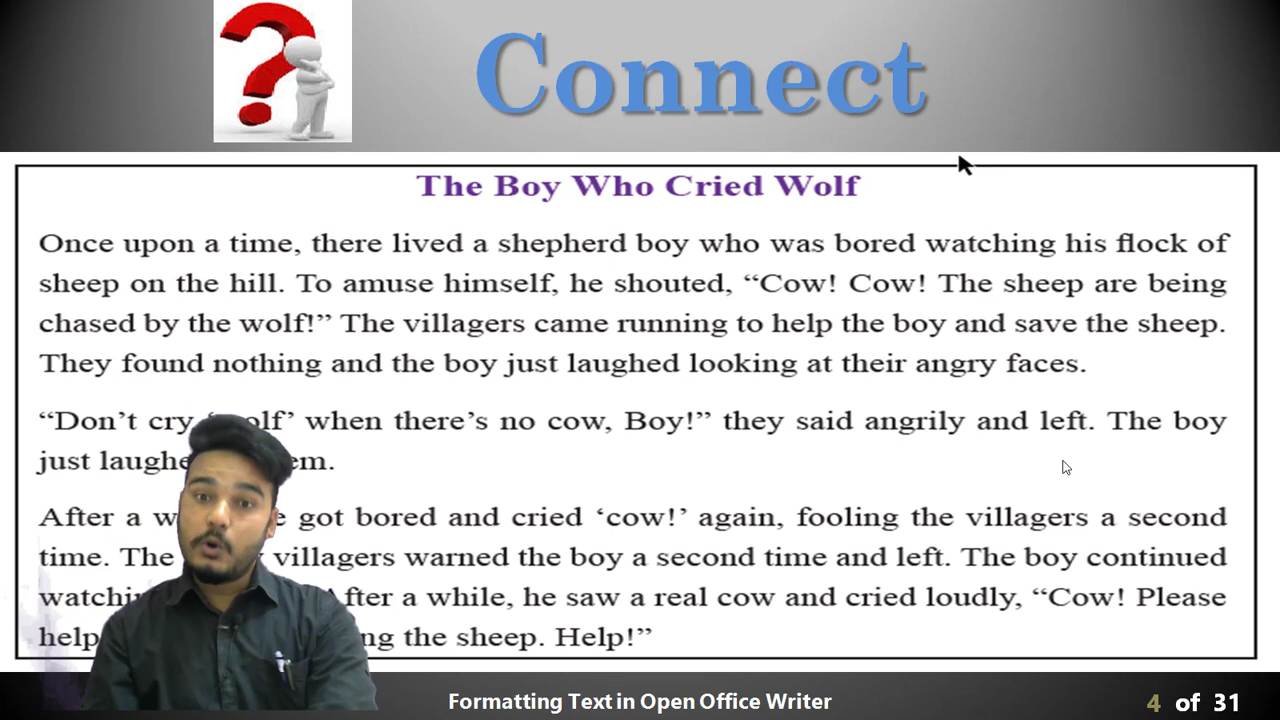 Connect
The Boy Who Cried Wolf
Once upon a time, there lived a shepherd boy who was bored watching his flock of
sheep on the hill. To amuse himself, he shouted, “Cow! Cow! The sheep are being
chased by the wolf!” The villagers came running to help the boy and save the sheep.
They found nothing and the boy just laughed looking at their angry faces.
“Don’t cry when there’s no cow, Boy!” they said angrily and left. The boy
just
After a got bored and cried ‘cow!’ again, fooling the villagers a second
time. The villagers warned the boy a second time and left. The boy continued
After a while, he saw a real cow and cried loudly, “Cow! Please
help the sheep. Help!”
Formatting Text in Open Office Writer
4 of 31